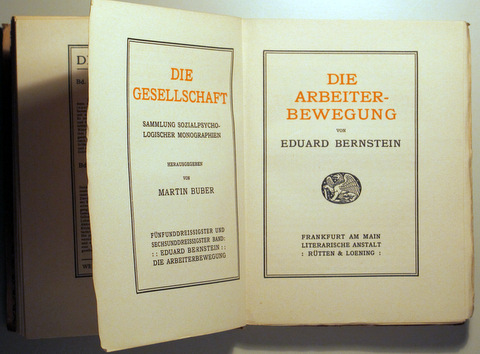 DIE
GESELLSCHAFT
SAMMLUNG SOZIALPSYCHO-
LOGISCHER MONOGRAPHIEN
HERAUSGEGEBEN
VON
MARTIN BUBER
FÜNFUNDDREISSIGSTER UND
SECHSUNDDREISSIGSTER BAND:
: : EDUARD BERNSTEIN : :
DIE ARBEITERBEWEGUNG
DIE
ARBEITER-
BEWEGUNG
VON
EDUARD BERNSTEIN
FRANKFURT AM MAIN
LITERARISCHE ANSTALT
: RÜTTEN & LOENING :